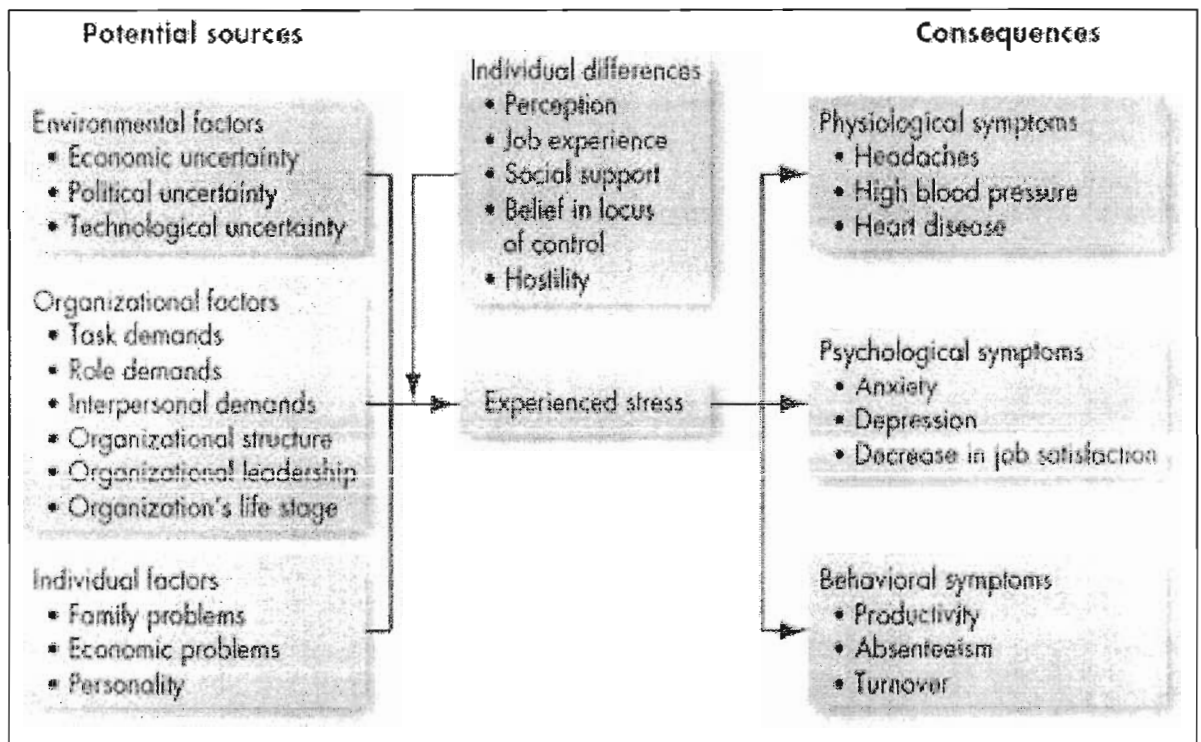 Potential sources
Environmental factors
• Economic uncertainty
• Political uncertainty
• Technological uncertainty
Organizational factors
• Task demands
• Role demands
• Interpersonal demands
• Organizational structure
• Organizational leadership
• Organization's life stage
Individual factors
• Family problems
• Economic problems
• Personality
Individual differences
• Perception
• Job experience
• Social support
• Belief in locus
of control
• Hostility
Experienced stress
Consequences
Physiological symptoms
• Headaches
• High blood pressure
• Heart disease
Psychological symptoms
• Anxiety
• Depression
• Decrease in job satisfaction
Behavioral symptoms
• Productivity
• Absenteeism
• Turnover